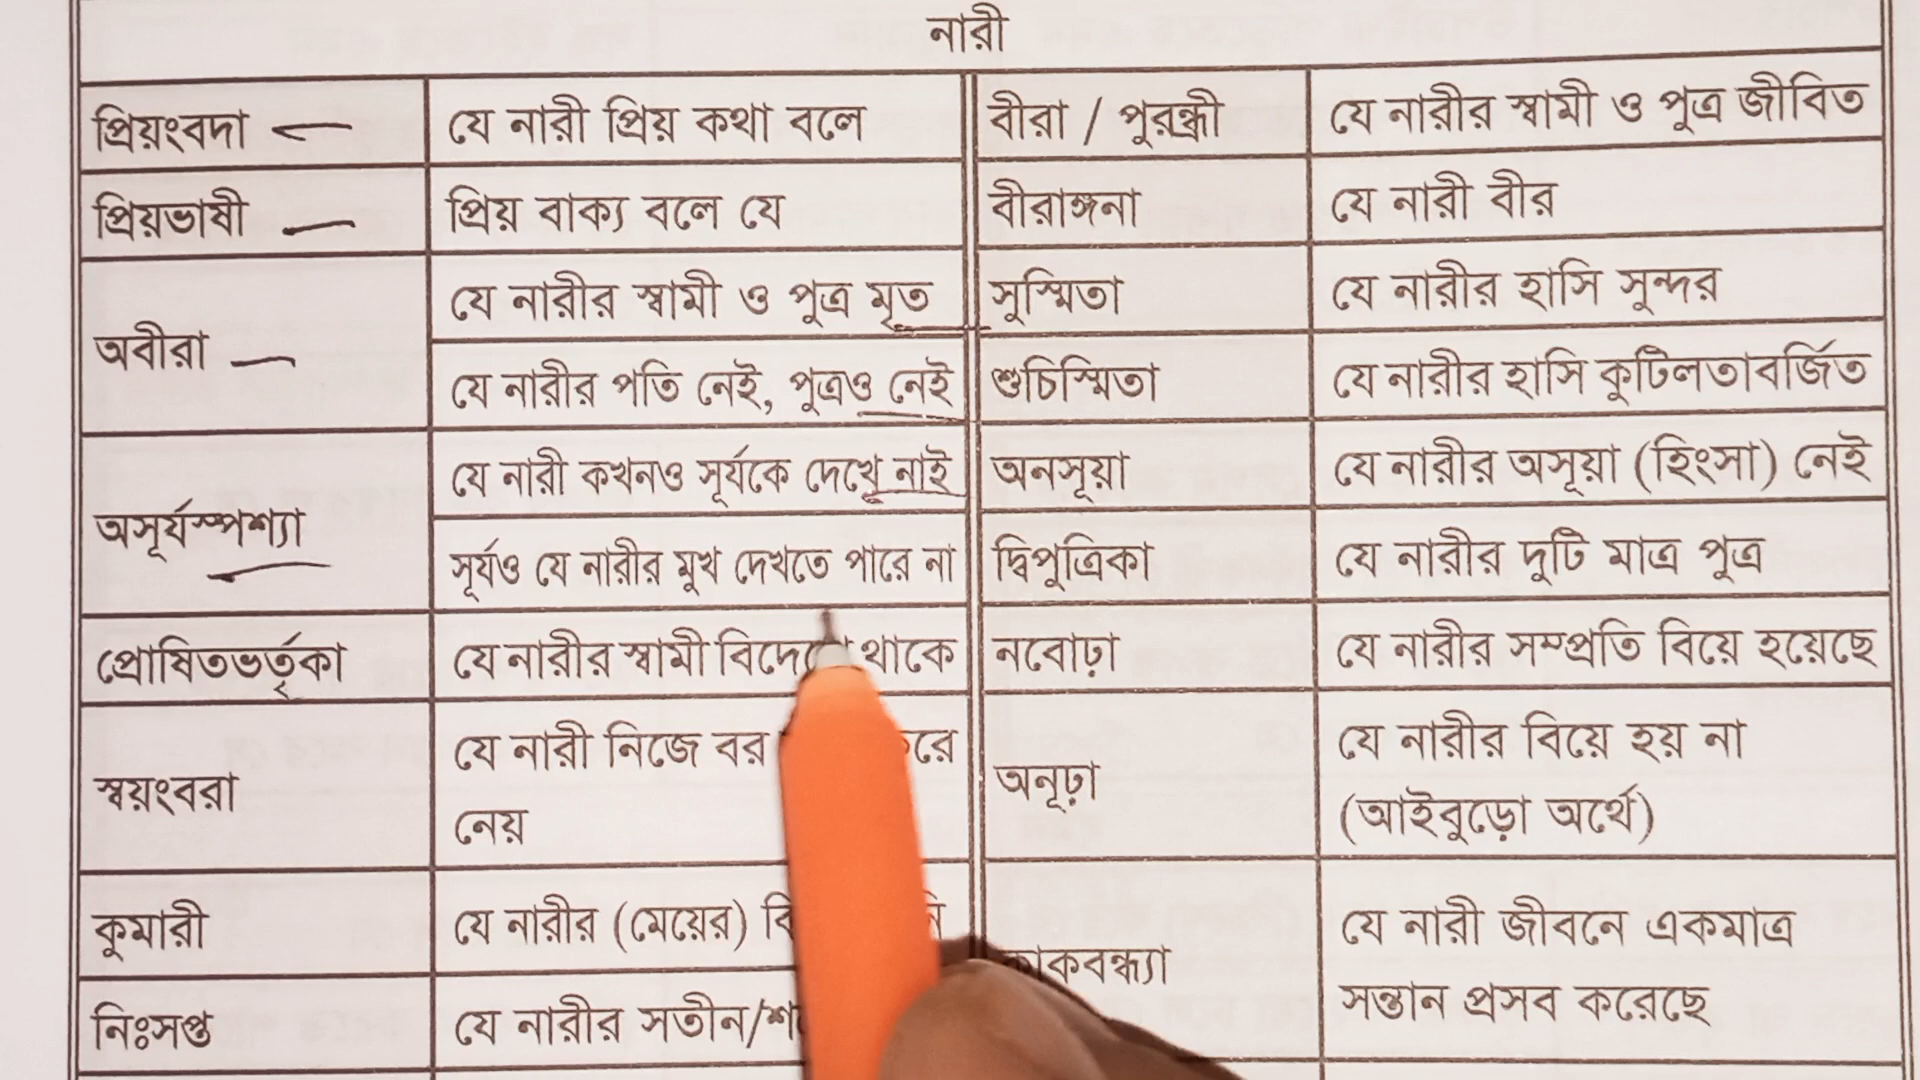 নারী
প্রিয়ংবদা
যে নারী প্রিয় কথা বলে
বীরা / পুরন্ধ্রী
যে নারীর স্বামী ও পুত্র জীবিত
প্রিয়ভাষী
প্রিয় বাক্য বলে যে
বীরাঙ্গনা
যে নারী বীর
অবীরা
যে নারীর স্বামী ও পুত্র মৃত
যে নারীর পতি নেই, পুত্রও নেই
সুস্মিতা
যে নারীর হাসি সুন্দর
শুচিস্মিতা
যে নারীর হাসি কুটিলতাবর্জিত
অসূর্যস্পশ্যা
যে নারী কখনও সূর্যকে দেখে নাই
সূর্যও যে নারীর মুখ দেখতে পারে না
অনসূয়া
যে নারীর অসূয়া (হিংসা) নেই
দ্বিপুত্রিকা
যে নারীর দুটি মাত্র পুত্র
প্রোষিতভর্তৃকা
যে নারীর স্বামী থাকে
নবোঢ়া
যে নারীর সম্প্রতি বিয়ে হয়েছে
স্বয়ংবরা
যে নারী নিজে বর
নেয়
অনূঢ়া
যে নারীর বিয়ে হয় না
(আইবুড়ো অর্থে)
কুমারী
যে নারীর (মেয়ের)
যে নারী জীবনে একমাত্র
সন্তান প্রসব করেছে
নিঃসপ্ত
যে নারীর সতীন/